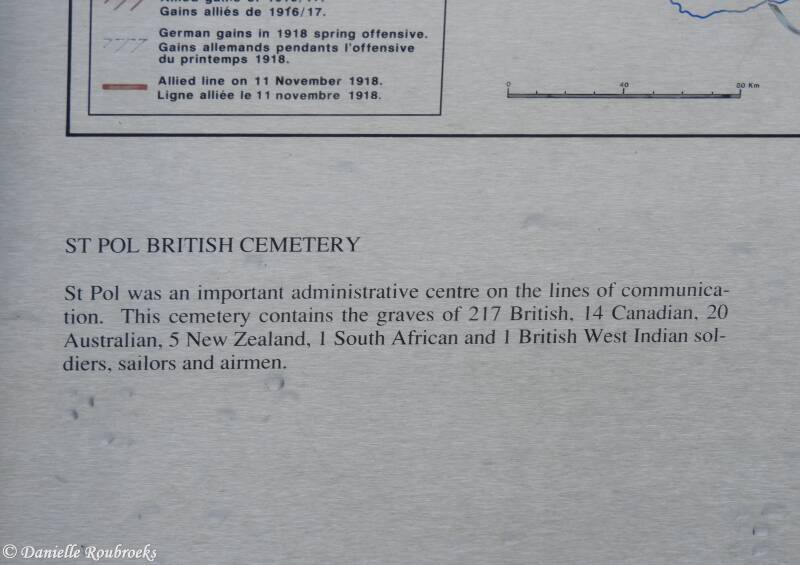 Gains alliés de 1916/17.
German gains in 1918 spring offensive.
Gains allemands pendants l'offensive
du printemps 1918.
Allied line on 11 November 1918.
Ligne alliée le 11 novembre 1918.
0 40 80 Km
ST POL BRITISH CEMETERY
St Pol was an important administrative centre on the lines of communica-
tion. This cemetery contains the graves of 217 British, 14 Canadian, 20
Australian, 5 New Zealand, 1 South African and 1 British West Indian sol-
diers, sailors and airmen.
© Danielle Roubroeks